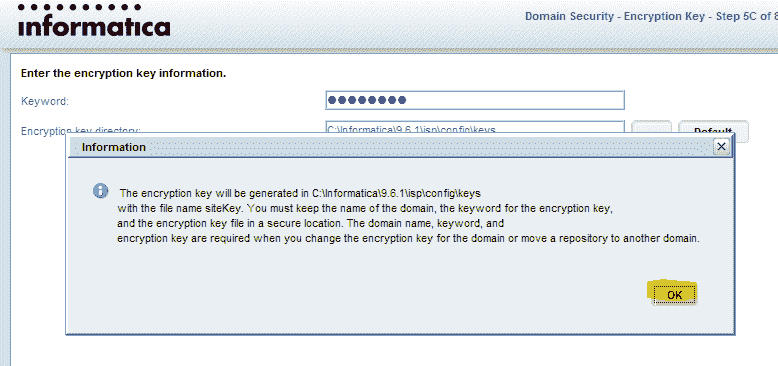 informatica
Domain Security - Encryption Key - Step 5C of 8
Enter the encryption key information.
Keyword:
Encryption key directory:
C:\Informatica\9.6.1\isp\config\keys
...
Default
Information
The encryption key will be generated in C:\Informatica\9.6.1\isp\config\keys
with the file name siteKey. You must keep the name of the domain, the keyword for the encryption key,
and the encryption key file in a secure location. The domain name, keyword, and
encryption key are required when you change the encryption key for the domain or move a repository to another domain.
OK